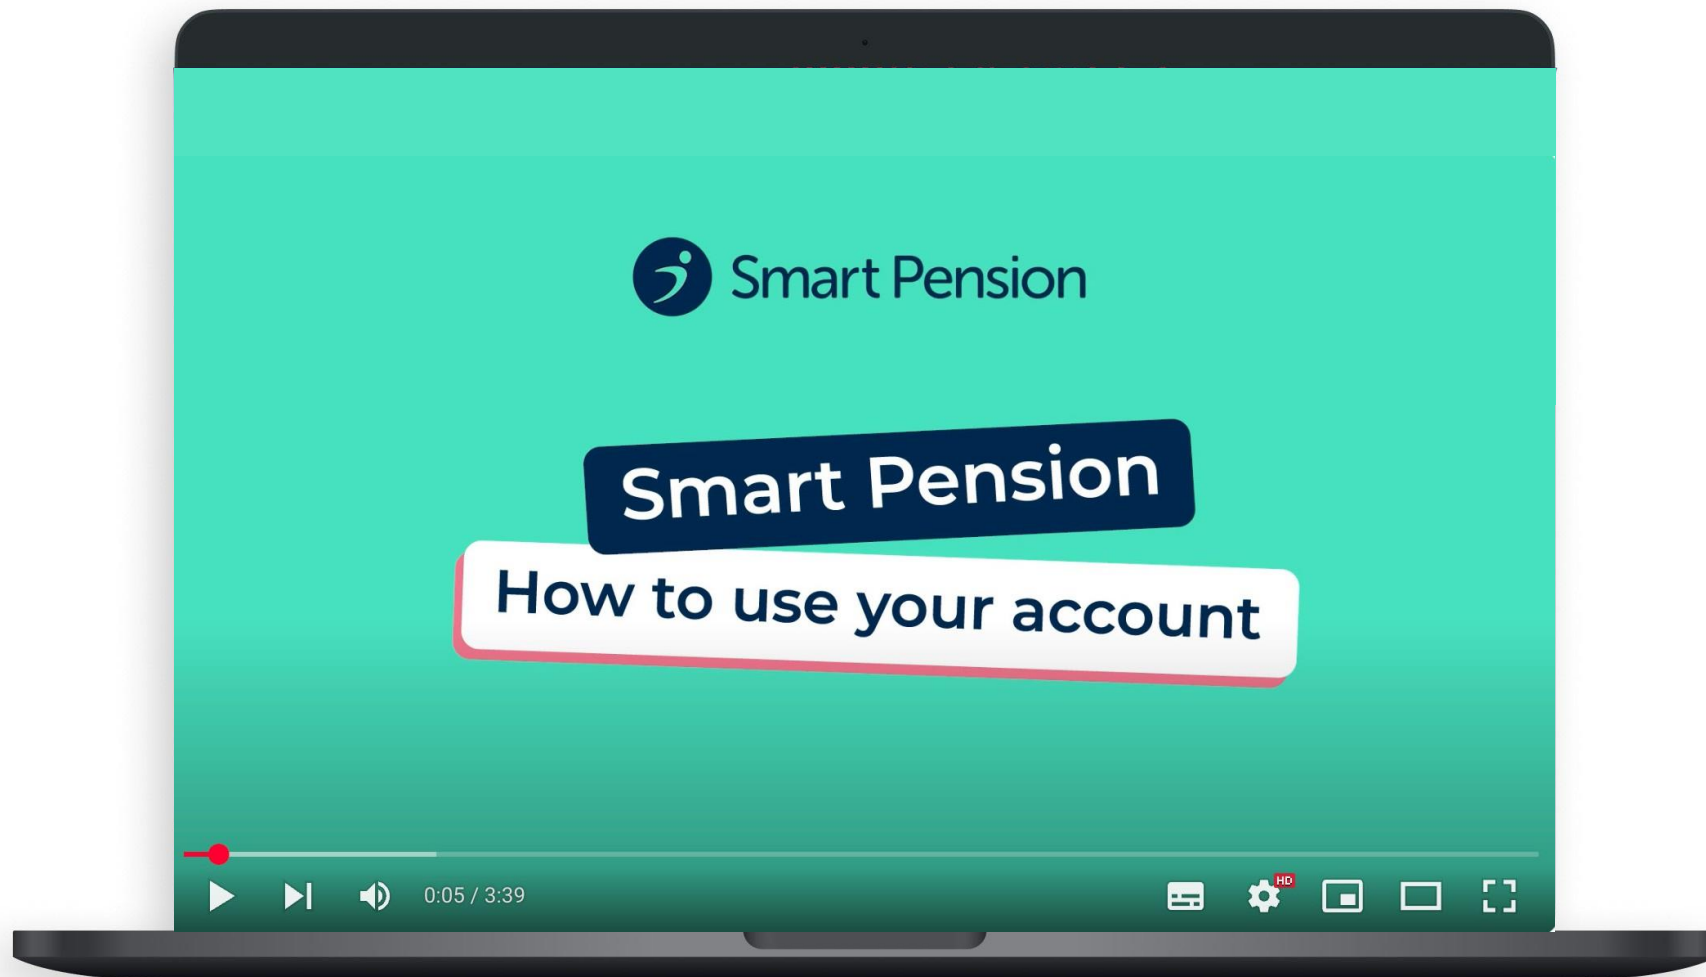 Smart Pension
Smart Pension
How to use your account
0:05 / 3:39
HD